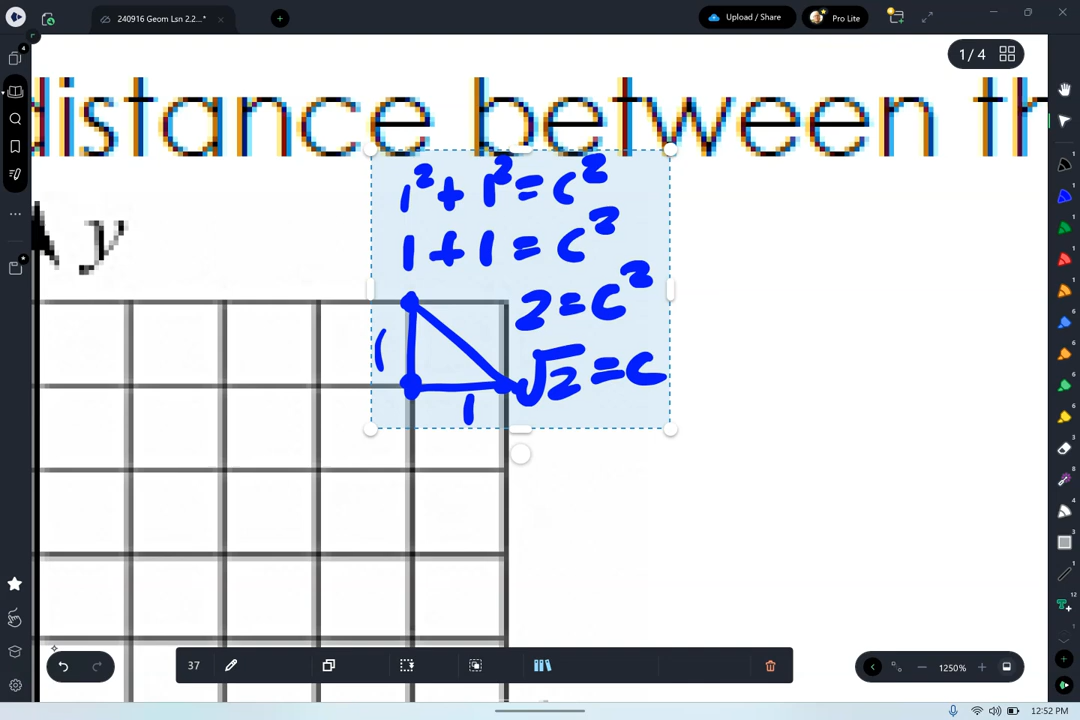 240916 Geom Lsn 2.2...*
Upload / Share
Pro Lite
1 / 4
distance between th
y
1² + 1² = c²
1 + 1 = c²
2 = c²
√2 = c
1
1
37
1250%
12:52 PM